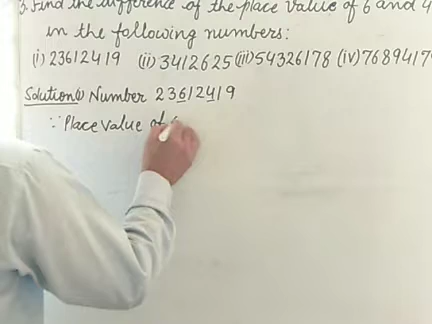 3. Find the difference of the place value of 6 and 4
in the following numbers:
(i) 23612419 (ii) 3412625 (iii) 54326178 (iv) 7689417
Solution (i) Number 23612419
∵ Place value of